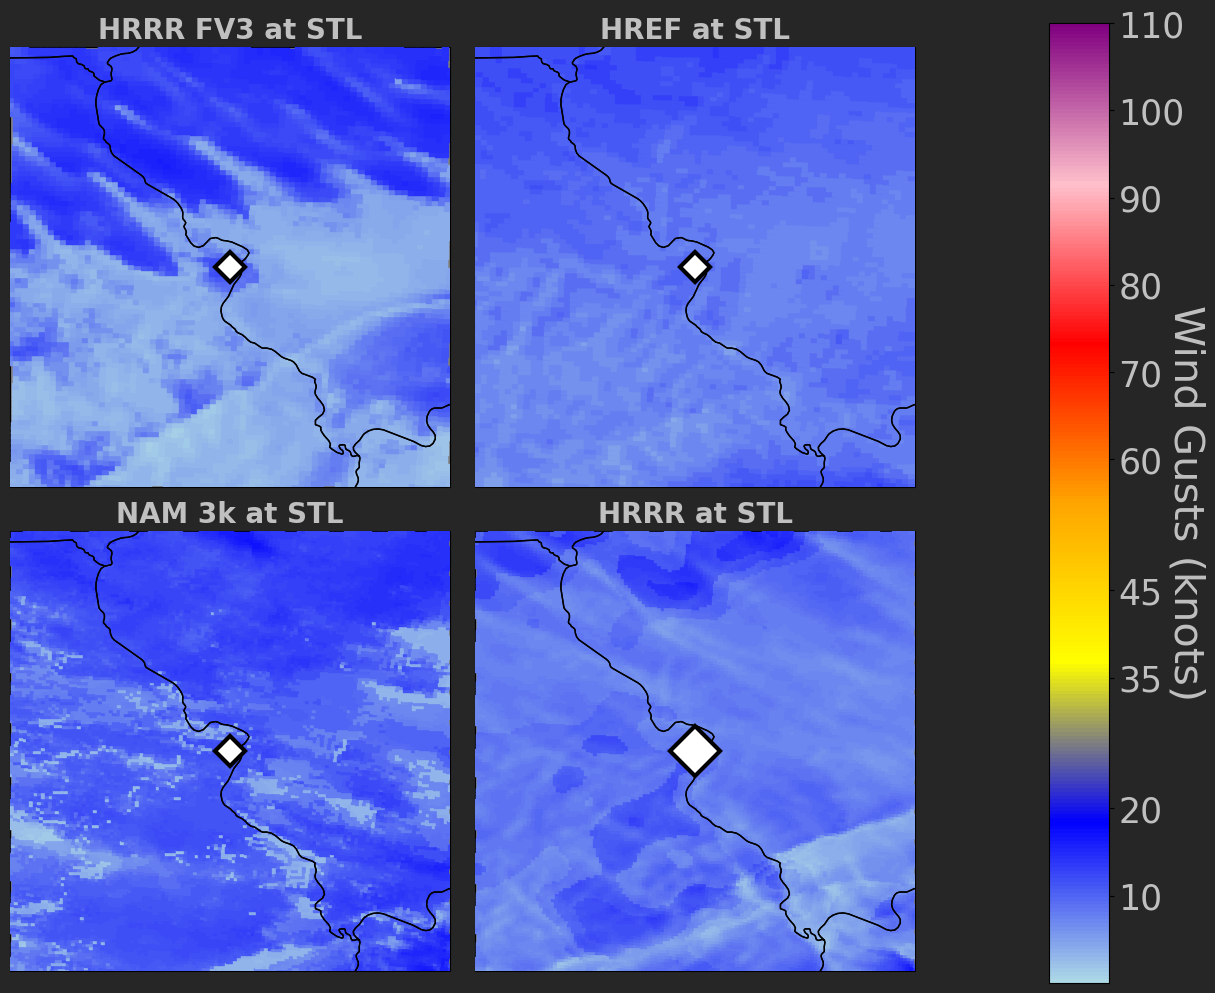 HRRR FV3 at STL
HREF at STL
NAM 3k at STL
HRRR at STL
110
100
90
80
70
60
45
35
20
10
Wind Gusts (knots)